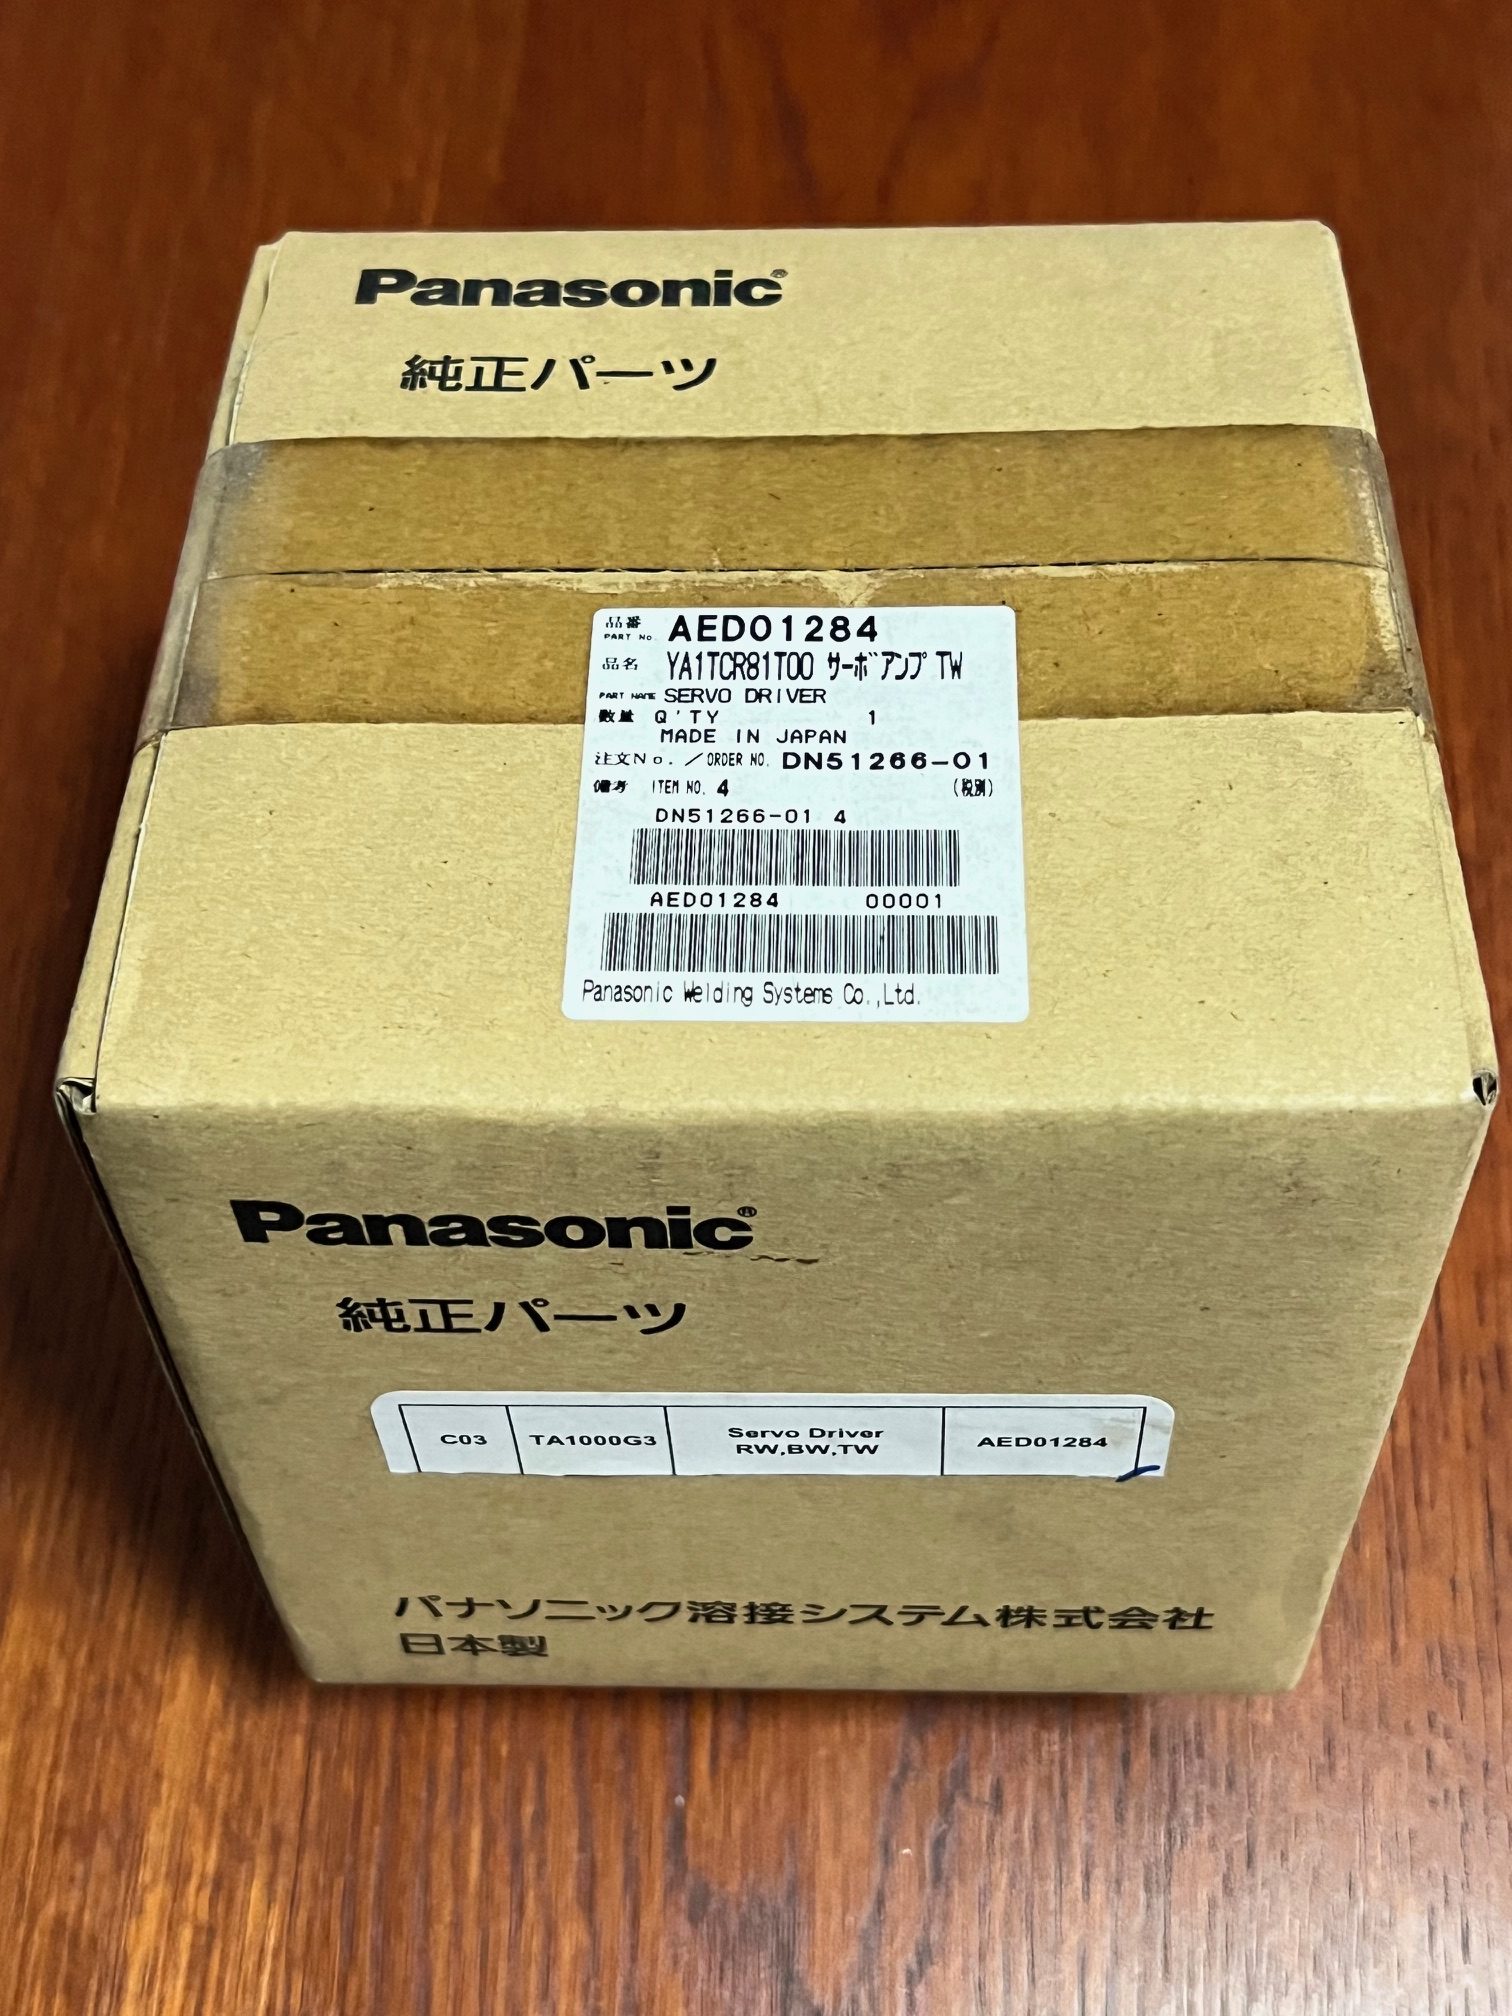 Panasonic®
純正パーツ
品番 PART No. AED01284
品名 YA1TCR81T00 サーボアンプ TW
PART NAME SERVO DRIVER
数量 Q'TY 1
MADE IN JAPAN
注文No.／ORDER NO. DN51266-01
備考 ITEM NO. 4 (税別)
DN51266-01 4
AED01284 00001
Panasonic Welding Systems Co.,Ltd.
Panasonic®
純正パーツ
C03 TA1000G3 Servo Driver RW,BW,TW AED01284
パナソニック溶接システム株式会社
日本製